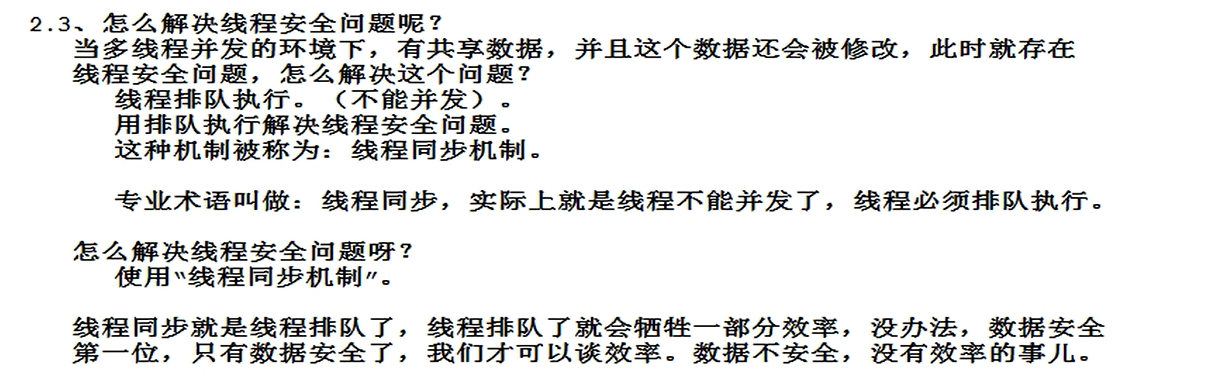 2.3、怎么解决线程安全问题呢?
当多线程并发的环境下，有共享数据，并且这个数据还会被修改，此时就存在
线程安全问题，怎么解决这个问题?
线程排队执行。（不能并发）。
用排队执行解决线程安全问题。
这种机制被称为：线程同步机制。
专业术语叫做：线程同步，实际上就是线程不能并发了，线程必须排队执行。
怎么解决线程安全问题呀?
使用“线程同步机制”。
线程同步就是线程排队了，线程排队了就会牺牲一部分效率，没办法，数据安全
第一位，只有数据安全了，我们才可以谈效率。数据不安全，没有效率的事儿。